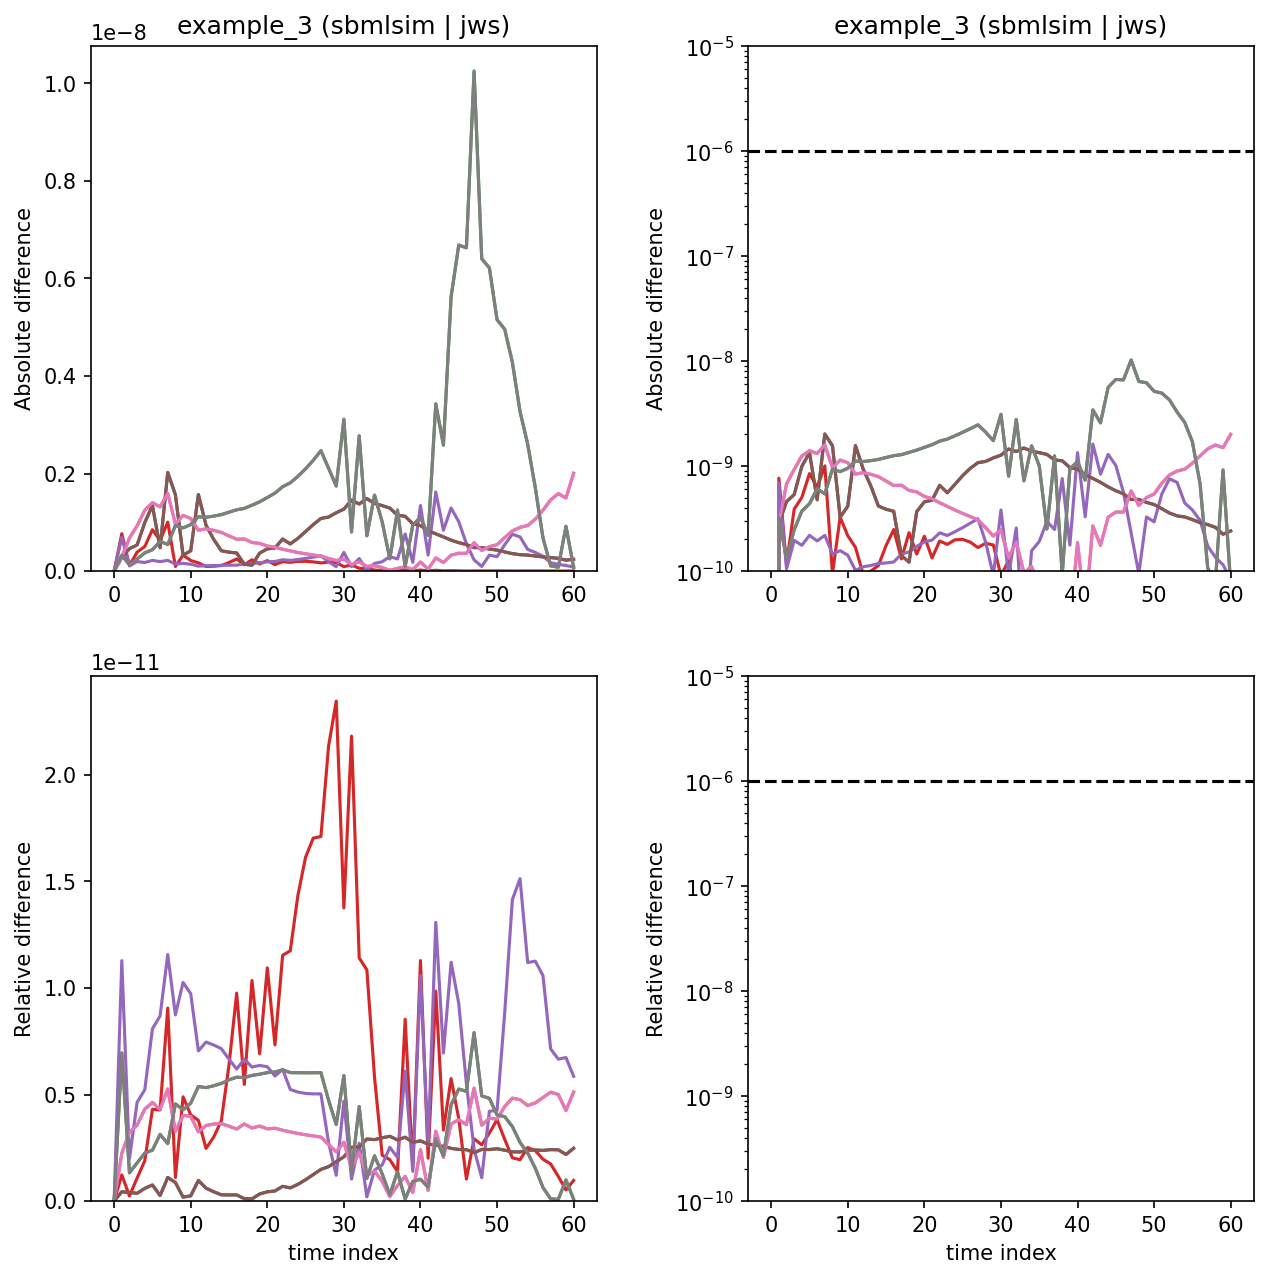 example_3 (sbmlsim | jws)
1e−8
Absolute difference
1.0
0.8
0.6
0.4
0.2
0.0
0 10 20 30 40 50 60
example_3 (sbmlsim | jws)
Absolute difference
10⁻⁵
10⁻⁶
10⁻⁷
10⁻⁸
10⁻⁹
10⁻¹⁰
0 10 20 30 40 50 60
1e−11
Relative difference
2.0
1.5
1.0
0.5
0.0
0 10 20 30 40 50 60
time index
Relative difference
10⁻⁵
10⁻⁶
10⁻⁷
10⁻⁸
10⁻⁹
10⁻¹⁰
0 10 20 30 40 50 60
time index